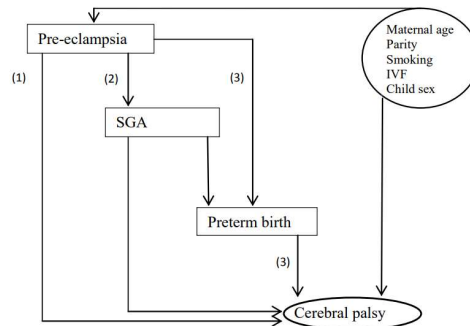 Pre-eclampsia
Maternal age
Parity
Smoking
IVF
Child sex
(1)
(2)
(3)
SGA
Preterm birth
(3)
Cerebral palsy